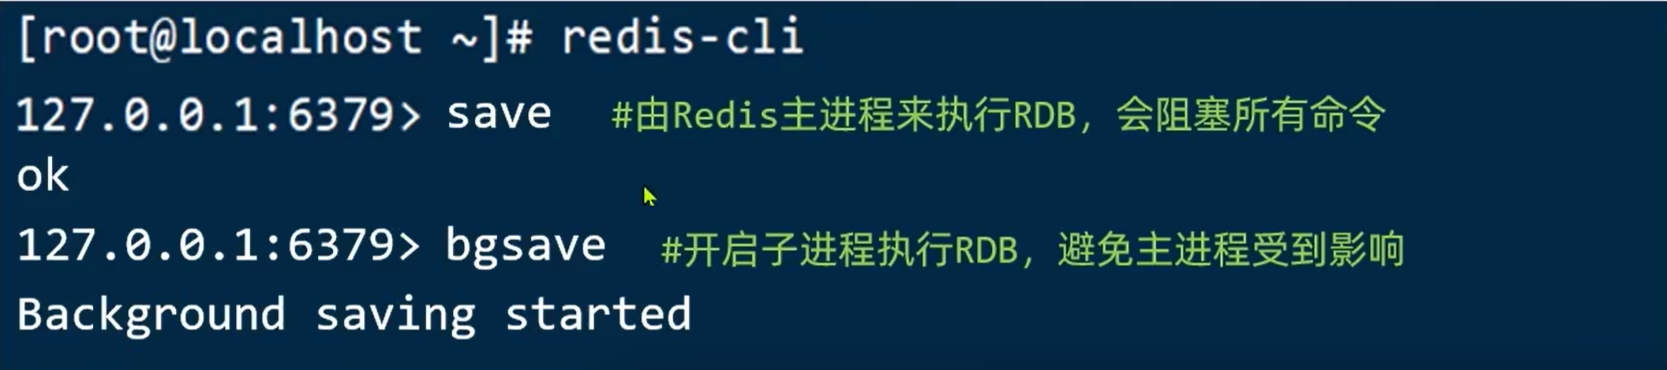 [root@localhost ~]# redis-cli
127.0.0.1:6379> save #由Redis主进程来执行RDB，会阻塞所有命令
ok
127.0.0.1:6379> bgsave #开启子进程执行RDB，避免主进程受到影响
Background saving started